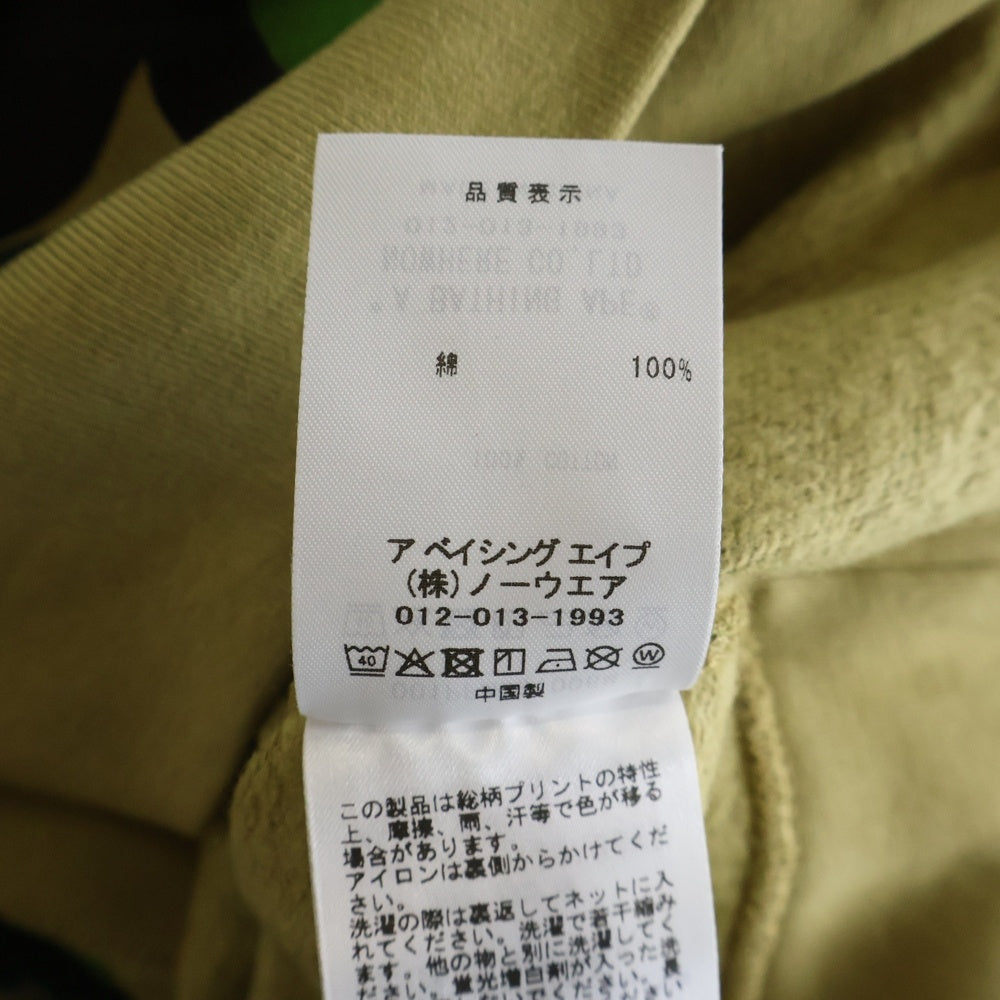 品質表示
綿 100%
ア ベイシング エイプ
(株)ノーウエア
012-013-1993
40
中国製
この製品は総柄プリントの特性
上、摩擦、雨、汗等で色が移る
場合があります。
アイロンは裏側からかけてくだ
さい。
洗濯の際は裏返してネットに入
れてください。洗濯で若干縮みく
ます。他の物と別に洗濯